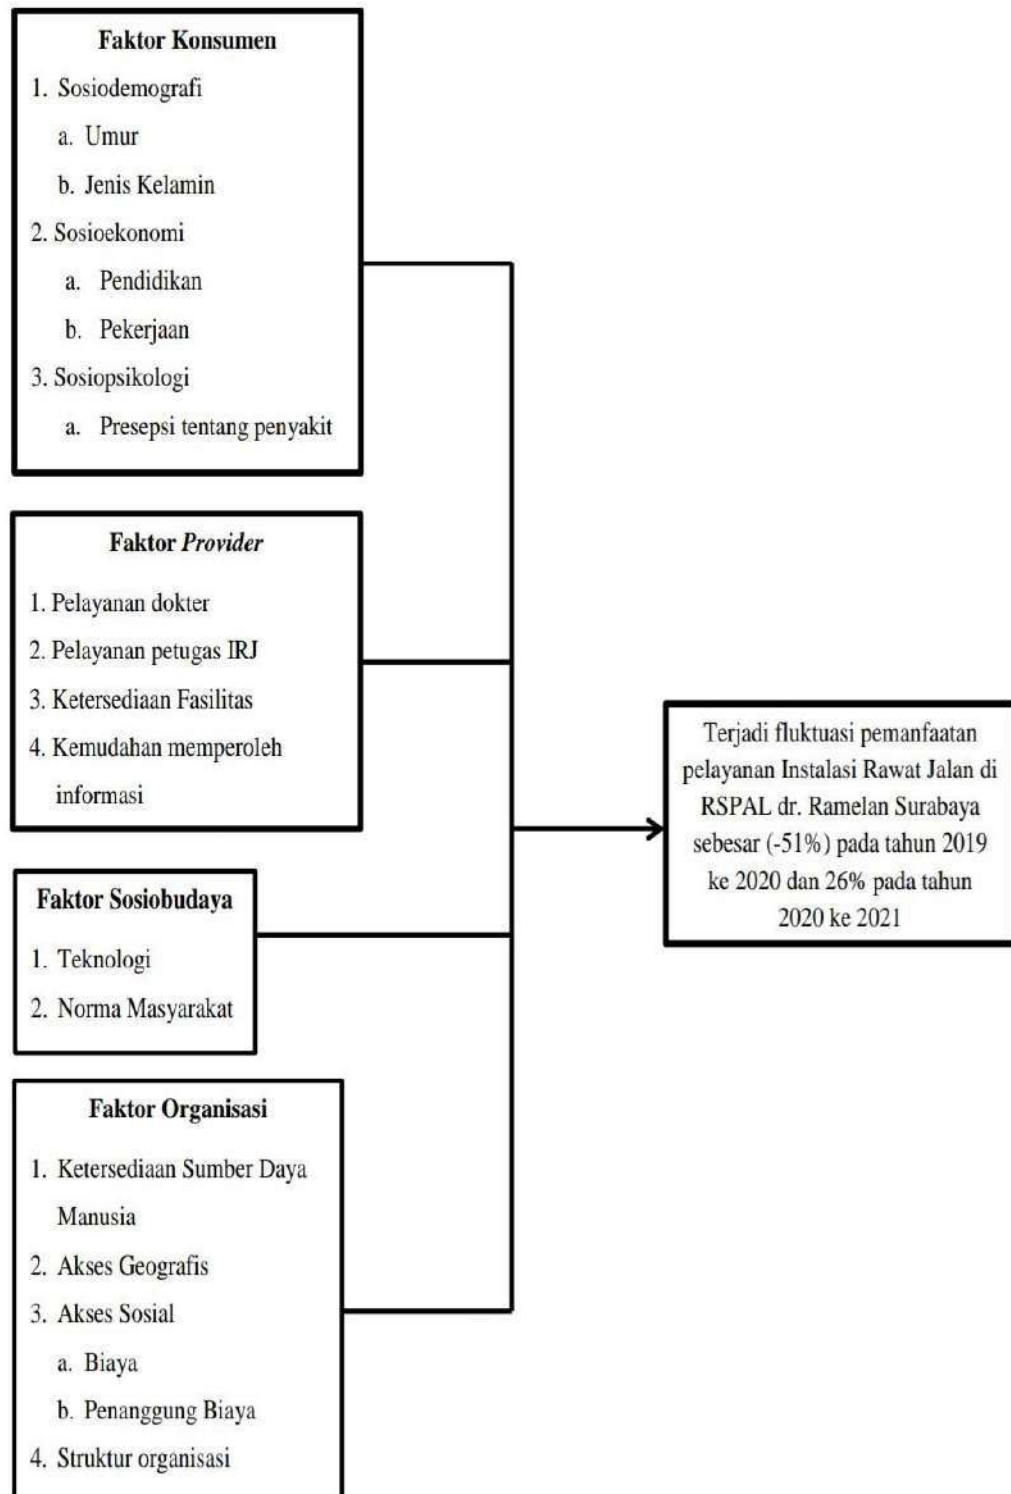 Faktor Konsumen
1. Sosiodemografi
a. Umur
b. Jenis Kelamin
2. Sosioekonomi
a. Pendidikan
b. Pekerjaan
3. Sosiopsikologi
a. Presepsi tentang penyakit
Faktor Provider
1. Pelayanan dokter
2. Pelayanan petugas IRJ
3. Ketersediaan Fasilitas
4. Kemudahan memperoleh
informasi
Faktor Sosiobudaya
1. Teknologi
2. Norma Masyarakat
Faktor Organisasi
1. Ketersediaan Sumber Daya
Manusia
2. Akses Geografis
3. Akses Sosial
a. Biaya
b. Penanggung Biaya
4. Struktur organisasi
Terjadi fluktuasi pemanfaatan
pelayanan Instalasi Rawat Jalan di
RSPAL dr. Ramelan Surabaya
sebesar (-51%) pada tahun 2019
ke 2020 dan 26% pada tahun
2020 ke 2021